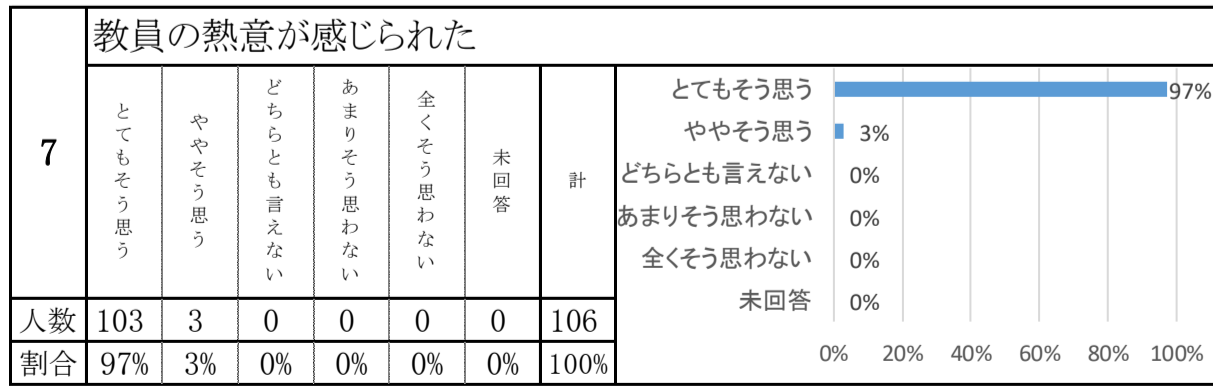 7
教員の熱意が感じられた
とてもそう思う
ややそう思う
どちらとも言えない
あまりそう思わない
全くそう思わない
未回答
計
人数 103 3 0 0 0 0 106
割合 97% 3% 0% 0% 0% 0% 100%
とてもそう思う 97%
ややそう思う 3%
どちらとも言えない 0%
あまりそう思わない 0%
全くそう思わない 0%
未回答 0%
0% 20% 40% 60% 80% 100%